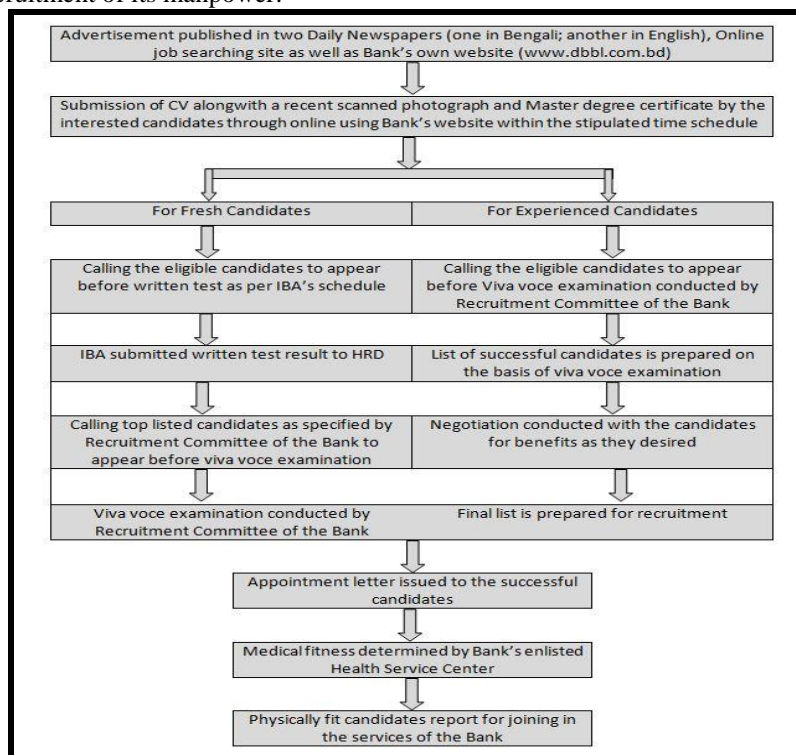 Advertisement published in two Daily Newspapers (one in Bengali; another in English), Online
job searching site as well as Bank's own website (www.dbbl.com.bd)
Submission of CV alongwith a recent scanned photograph and Master degree certificate by the
interested candidates through online using Bank's website within the stipulated time schedule
For Fresh Candidates
For Experienced Candidates
Calling the eligible candidates to appear
before written test as per IBA's schedule
Calling the eligible candidates to appear
before Viva voce examination conducted by
Recruitment Committee of the Bank
IBA submitted written test result to HRD
List of successful candidates is prepared on
the basis of viva voce examination
Calling top listed candidates as specified by
Recruitment Committee of the Bank to
appear before viva voce examination
Negotiation conducted with the candidates
for benefits as they desired
Viva voce examination conducted by
Recruitment Committee of the Bank
Final list is prepared for recruitment
Appointment letter issued to the successful
candidates
Medical fitness determined by Bank's enlisted
Health Service Center
Physically fit candidates report for joining in
the services of the Bank